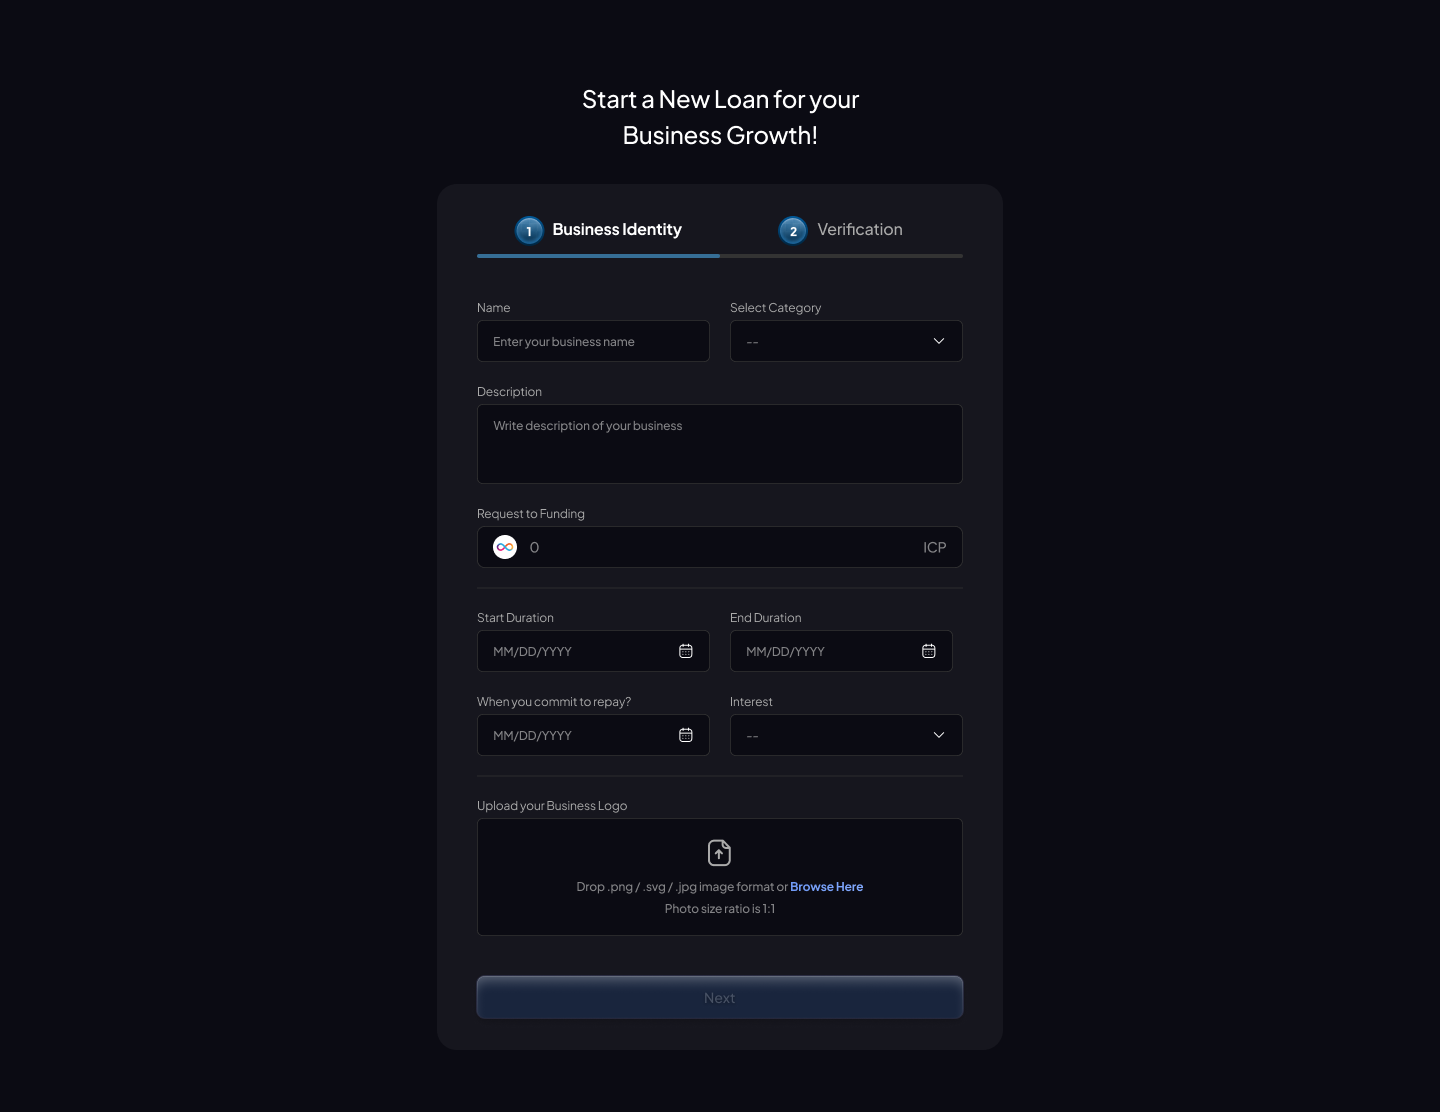 Start a New Loan for your
Business Growth!
1 Business Identity
2 Verification
Name
Select Category
Enter your business name
--
Description
Write description of your business
Request to Funding
0 ICP
Start Duration
End Duration
MM/DD/YYYY
MM/DD/YYYY
When you commit to repay?
Interest
MM/DD/YYYY
--
Upload your Business Logo
Drop .png / .svg / .jpg image format or Browse Here
Photo size ratio is 1:1
Next